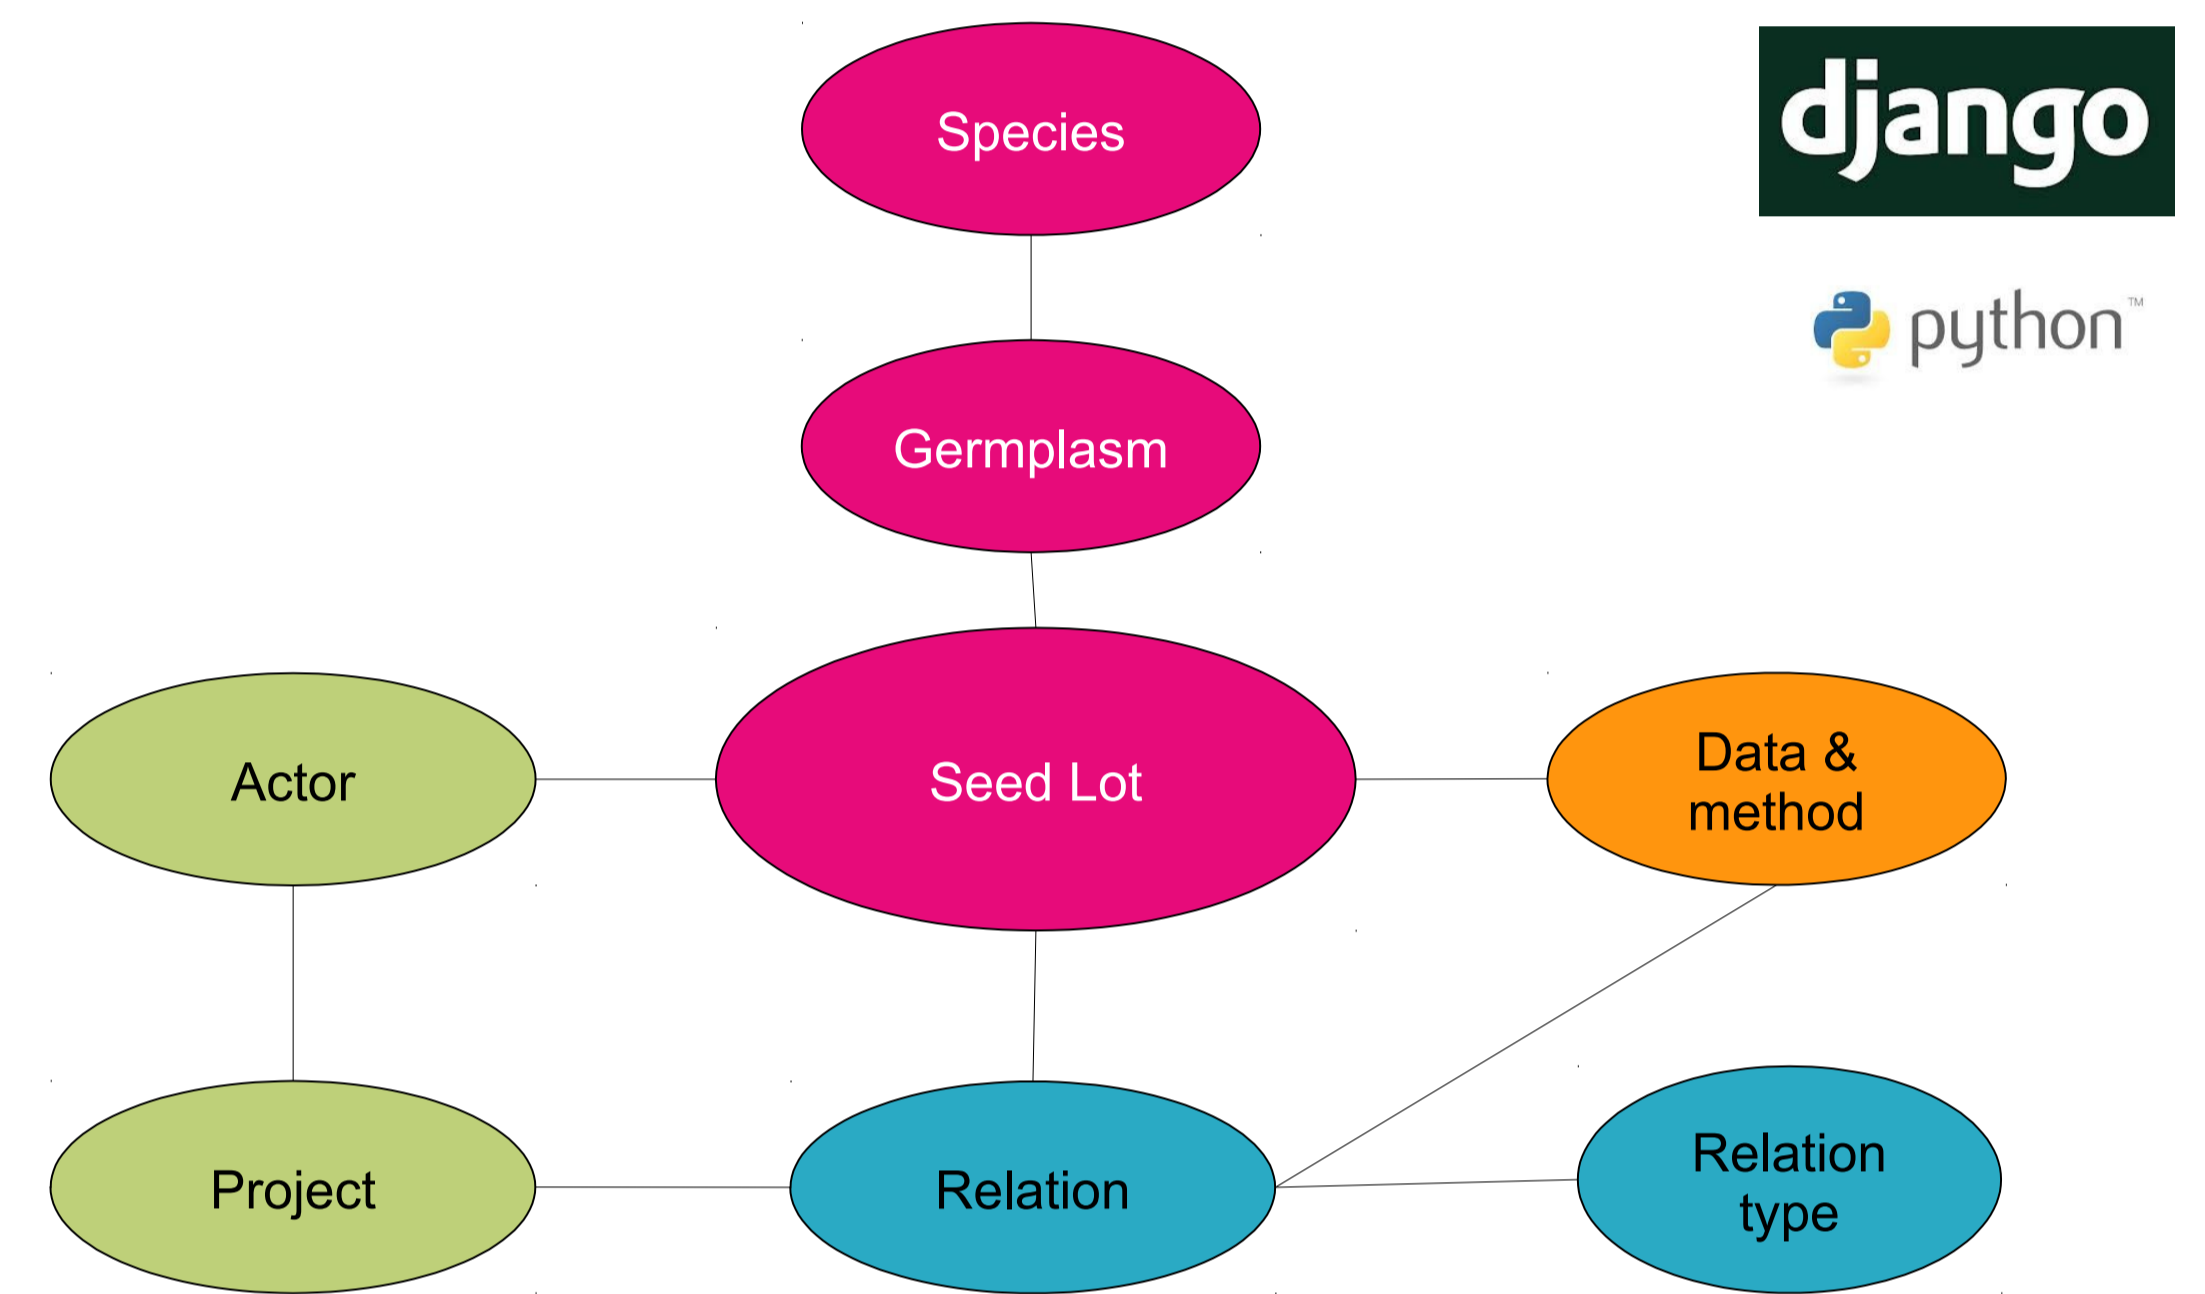 Species
django
python™
Germplasm
Actor
Seed Lot
Data &
method
Project
Relation
Relation
type